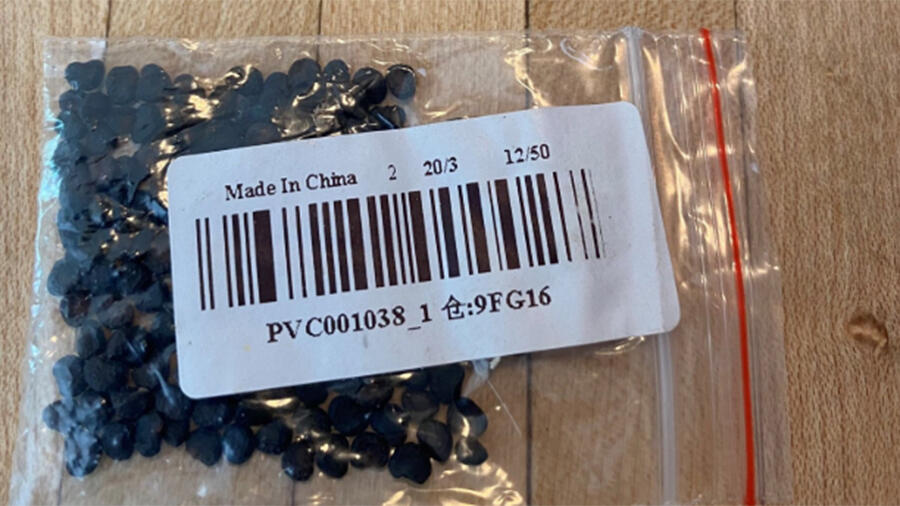 Made In China 2 20/3 12/50
PVC001038_1 仓:9FG16